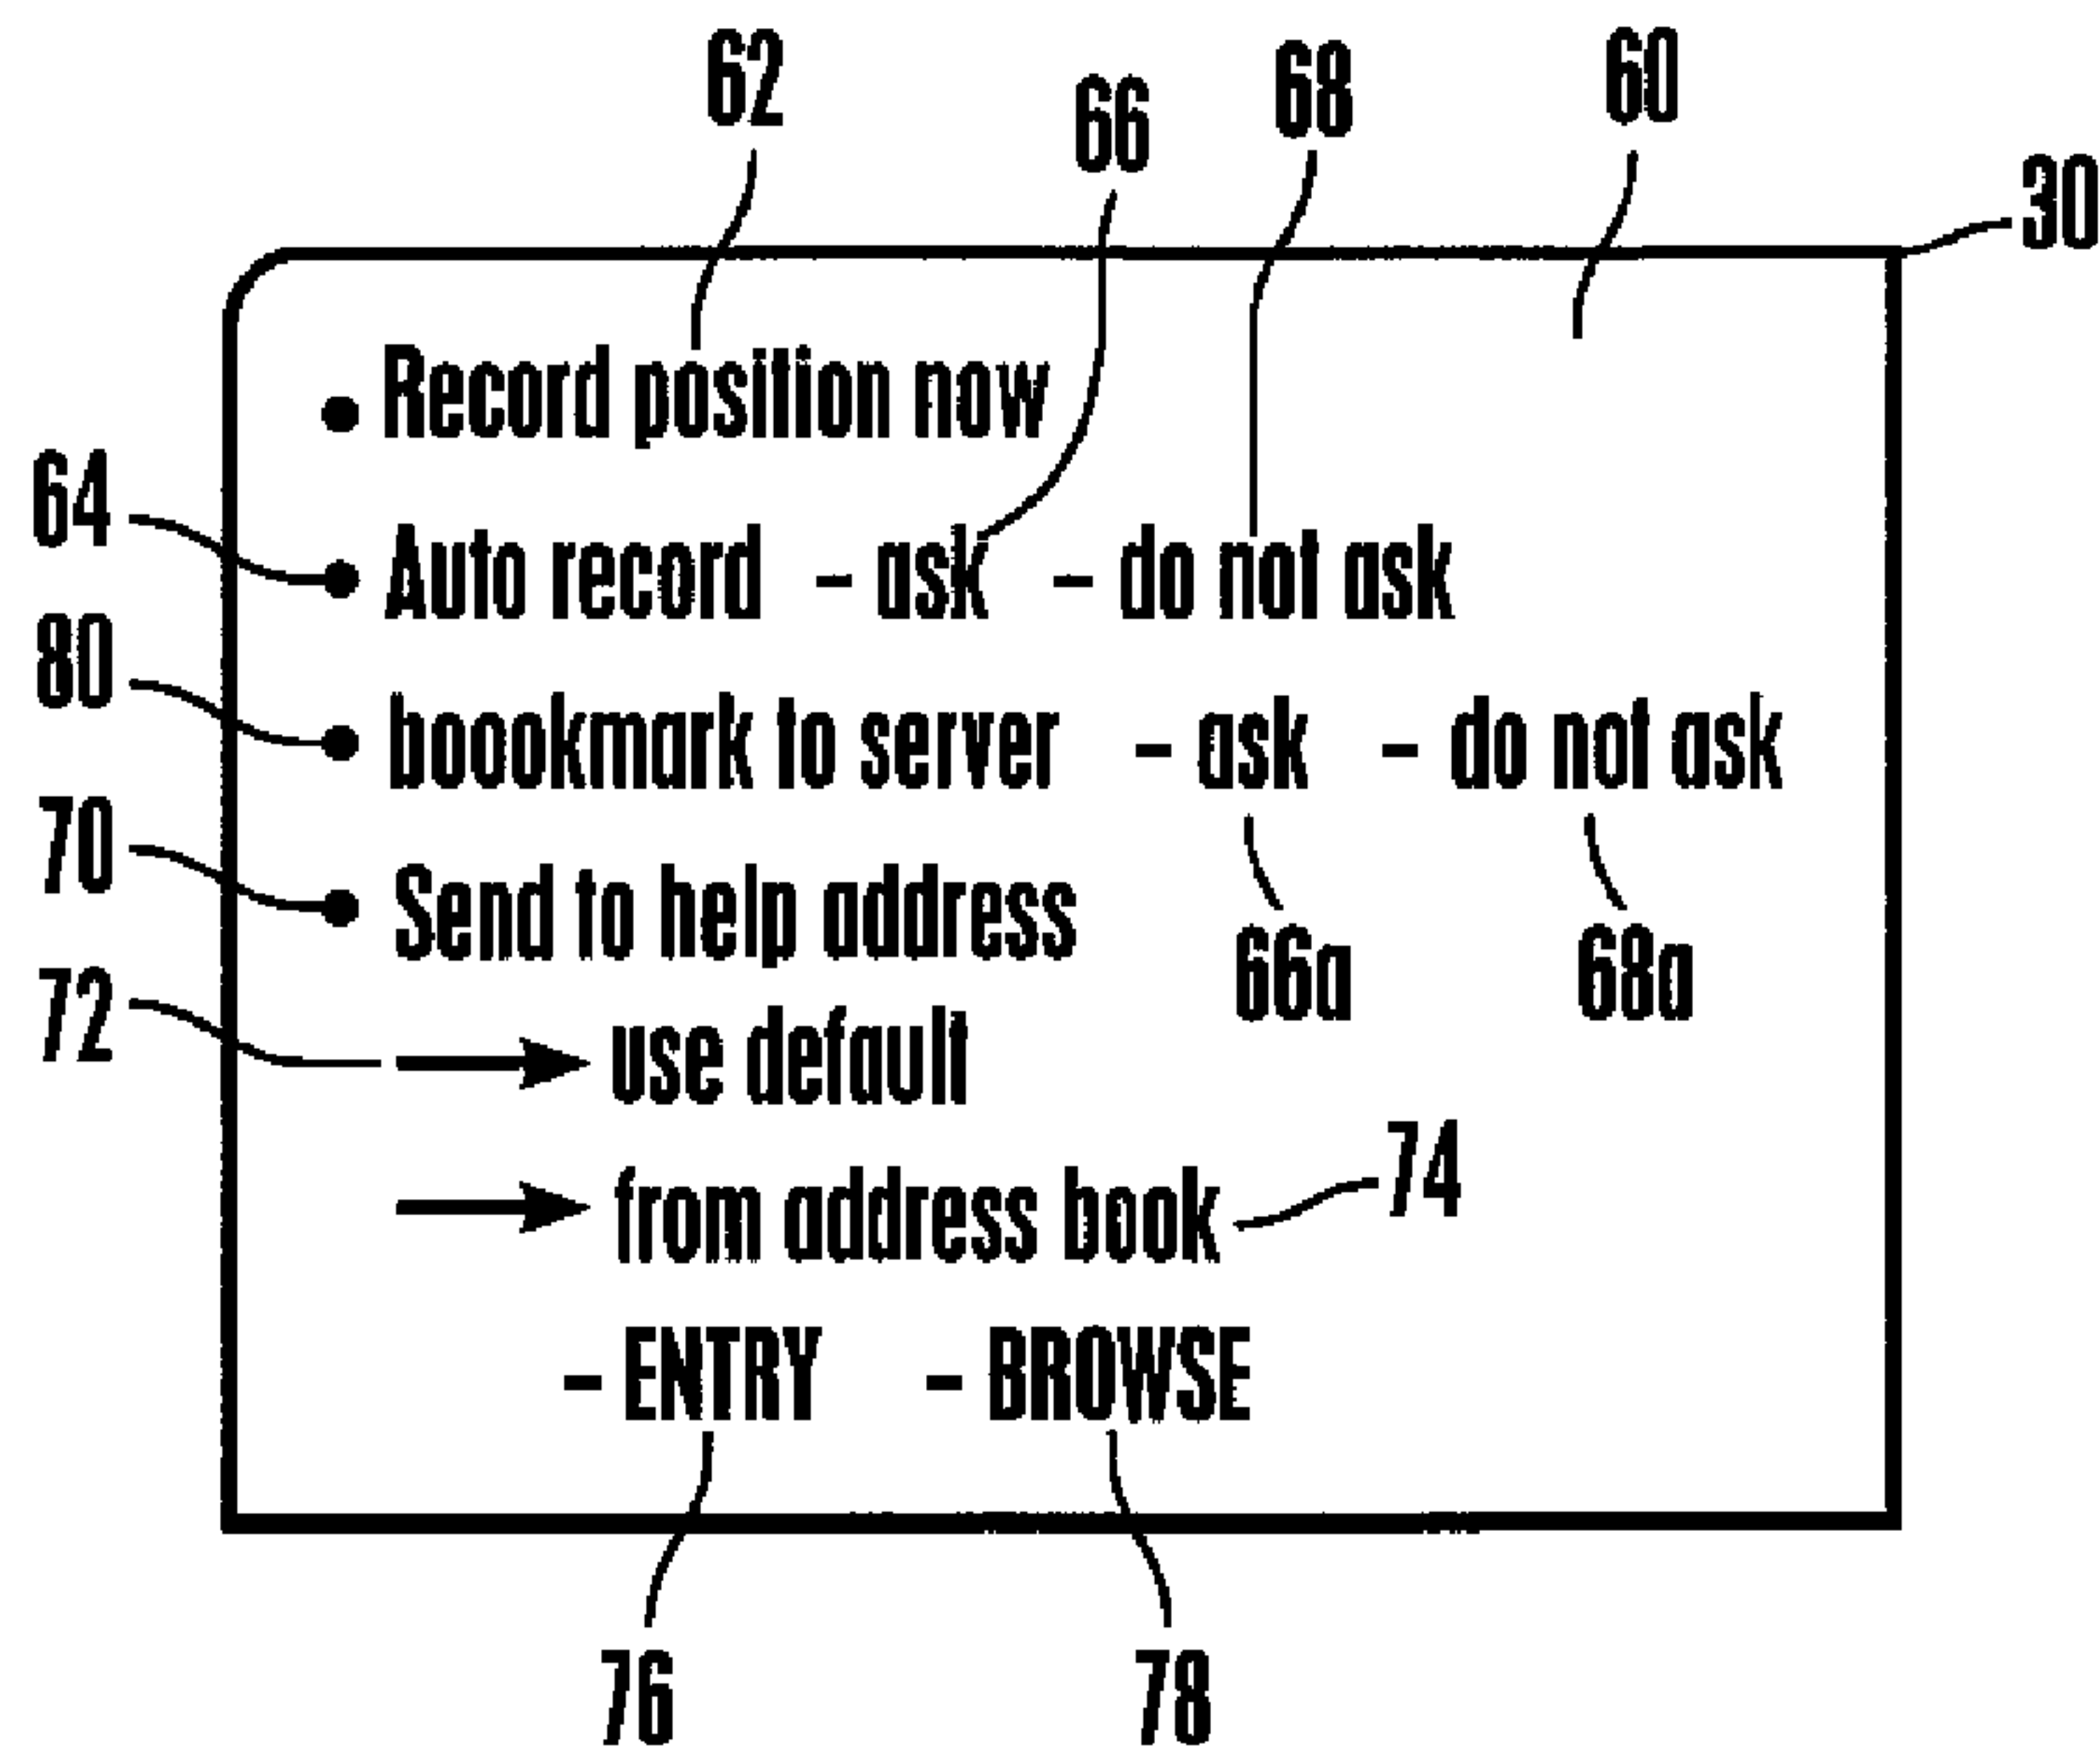 62 66 68 60
30
• Record position now
64
• Auto record – ask – do not ask
80
• bookmark to server – ask – do not ask
70
• Send to help address
66a 68a
72
→ use default
74
→ from address book
– ENTRY – BROWSE
76 78